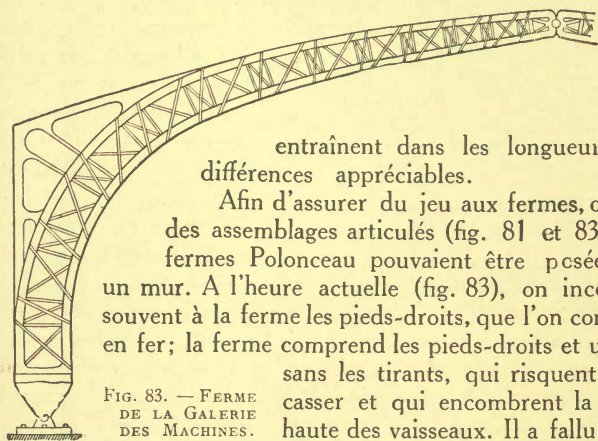 entraînent dans les longueur
différences appréciables.
Afin d'assurer du jeu aux fermes, o
des assemblages articulés (fig. 81 et 83
fermes Polonceau pouvaient être posée
un mur. A l'heure actuelle (fig. 83), on inco
souvent à la ferme les pieds-droits, que l'on con
en fer; la ferme comprend les pieds-droits et u
sans les tirants, qui risquent
casser et qui encombrent la
haute des vaisseaux. Il a fallu
FIG. 83. — FERME
DE LA GALERIE
DES MACHINES.